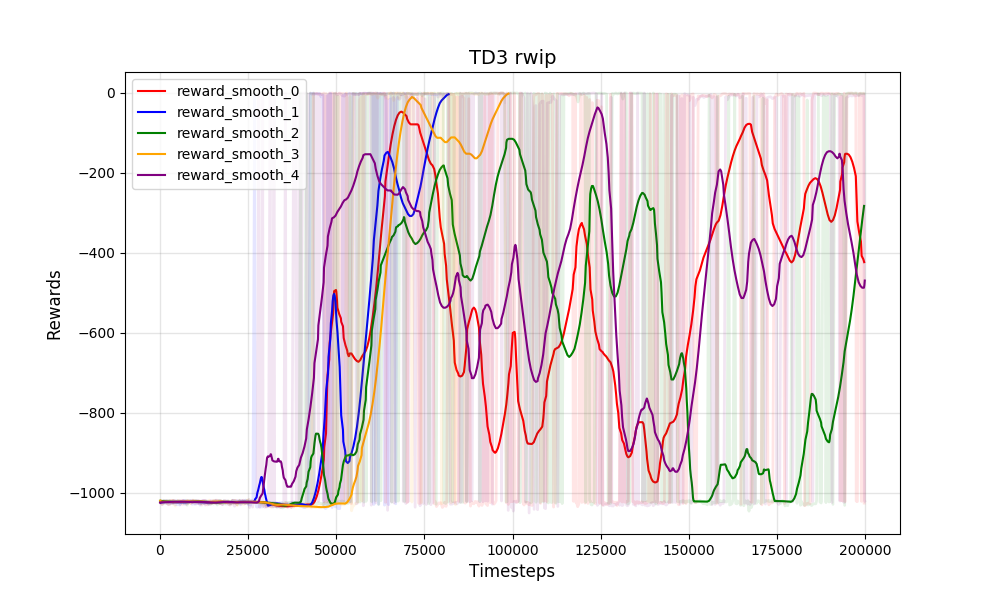 TD3 rwip
reward_smooth_0
reward_smooth_1
reward_smooth_2
reward_smooth_3
reward_smooth_4
Rewards
0
−200
−400
−600
−800
−1000
0 25000 50000 75000 100000 125000 150000 175000 200000
Timesteps